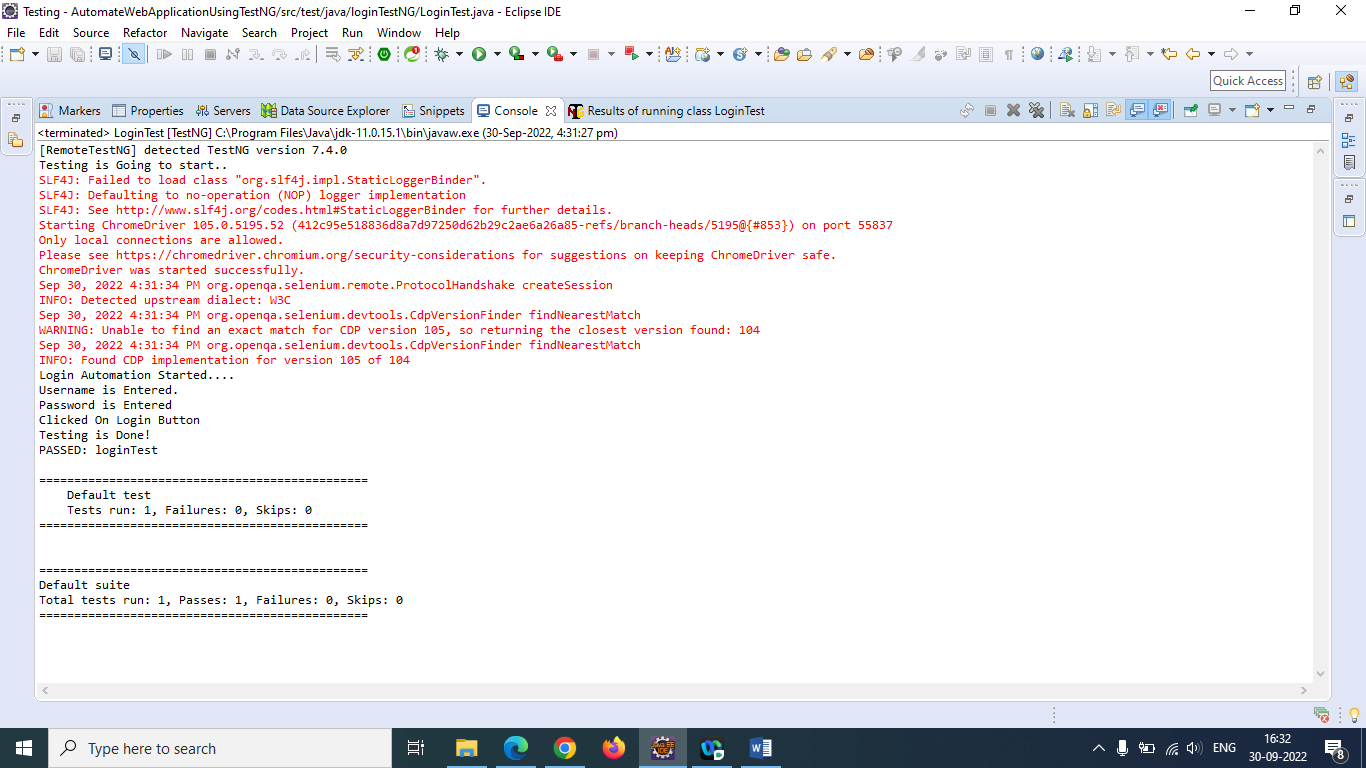 Testing - AutomateWebApplicationUsingTestNG/src/test/java/loginTestNG/LoginTest.java - Eclipse IDE
File Edit Source Refactor Navigate Search Project Run Window Help
Quick Access
Markers Properties Servers Data Source Explorer Snippets Console Results of running class LoginTest
<terminated> LoginTest [TestNG] C:\Program Files\Java\jdk-11.0.15.1\bin\javaw.exe (30-Sep-2022, 4:31:27 pm)
[RemoteTestNG] detected TestNG version 7.4.0
Testing is Going to start..
SLF4J: Failed to load class "org.slf4j.impl.StaticLoggerBinder".
SLF4J: Defaulting to no-operation (NOP) logger implementation
SLF4J: See http://www.slf4j.org/codes.html#StaticLoggerBinder for further details.
Starting ChromeDriver 105.0.5195.52 (412c95e518836d8a7d97250d62b29c2ae6a26a85-refs/branch-heads/5195@{#853}) on port 55837
Only local connections are allowed.
Please see https://chromedriver.chromium.org/security-considerations for suggestions on keeping ChromeDriver safe.
ChromeDriver was started successfully.
Sep 30, 2022 4:31:34 PM org.openqa.selenium.remote.ProtocolHandshake createSession
INFO: Detected upstream dialect: W3C
Sep 30, 2022 4:31:34 PM org.openqa.selenium.devtools.CdpVersionFinder findNearestMatch
WARNING: Unable to find an exact match for CDP version 105, so returning the closest version found: 104
Sep 30, 2022 4:31:34 PM org.openqa.selenium.devtools.CdpVersionFinder findNearestMatch
INFO: Found CDP implementation for version 105 of 104
Login Automation Started....
Username is Entered.
Password is Entered
Clicked On Login Button
Testing is Done!
PASSED: loginTest
===============================================
Default test
Tests run: 1, Failures: 0, Skips: 0
===============================================
===============================================
Default suite
Total tests run: 1, Passes: 1, Failures: 0, Skips: 0
===============================================
Type here to search
ENG
16:32
30-09-2022
8